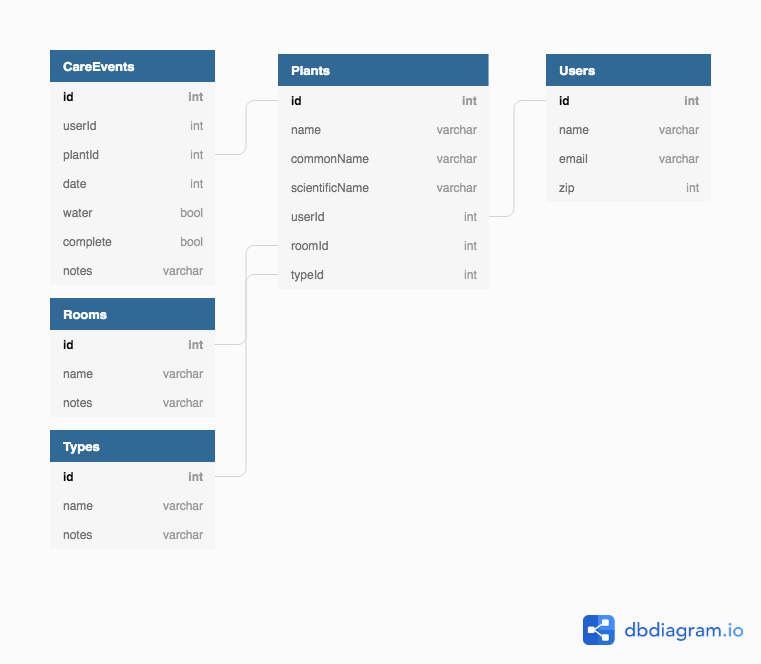 CareEvents
id int
userId int
plantId int
date int
water bool
complete bool
notes varchar
Plants
id int
name varchar
commonName varchar
scientificName varchar
userId int
roomId int
typeId int
Users
id int
name varchar
email varchar
zip int
Rooms
id int
name varchar
notes varchar
Types
id int
name varchar
notes varchar
dbdiagram.io